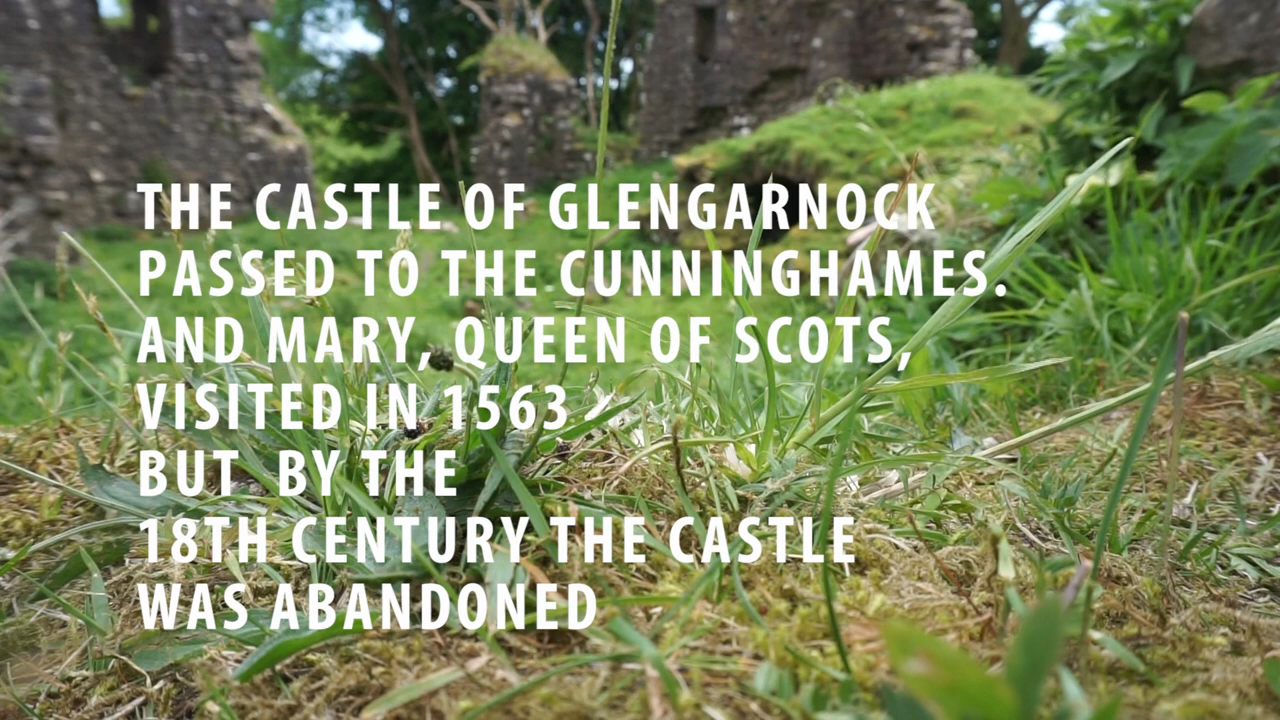 THE CASTLE OF GLENGARNOCK
PASSED TO THE CUNNINGHAMES.
AND MARY, QUEEN OF SCOTS,
VISITED IN 1563
BUT  BY THE
18TH CENTURY THE CASTLE
WAS ABANDONED